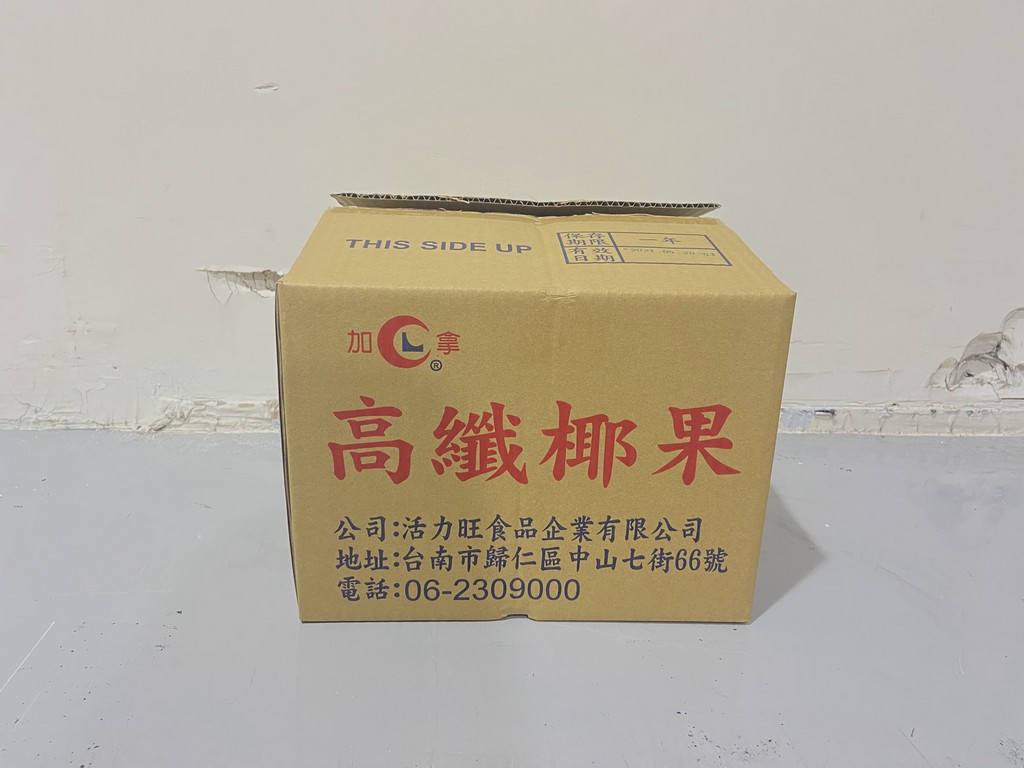 THIS SIDE UP
保存期限 一年
有效日期
加 拿
®
高纖椰果
公司:活力旺食品企業有限公司
地址:台南市歸仁區中山七街66號
電話:06-2309000